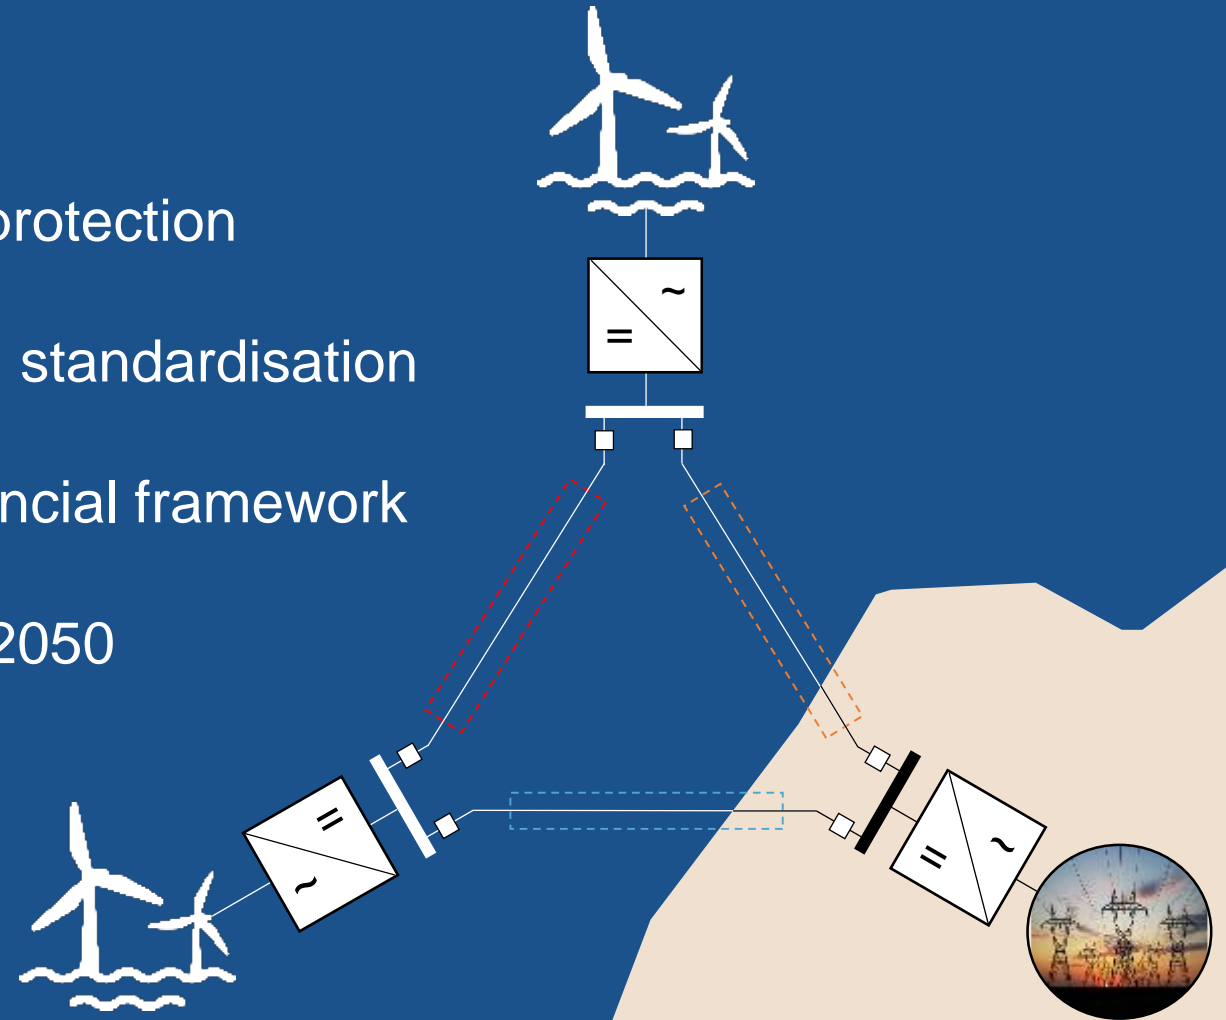 protection
standardisation
ncial framework
2050
~
=
=
~
~
=